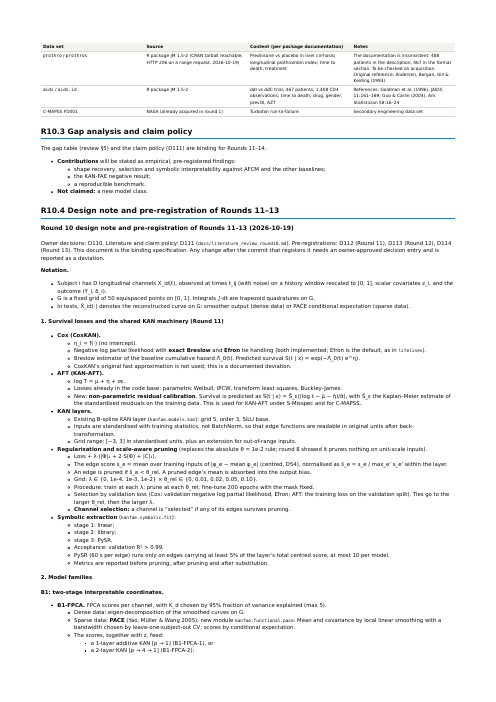 Data set Source Content (per package documentation) Notes
prothro / prothros R package JM 1.5-2 (CRAN tarball reachable, Prednisone vs placebo in liver cirrhosis; The documentation is inconsistent: 488
HTTP 206 on a range request, 2026-10-19) longitudinal prothrombin index; time to patients in the description, 467 in the format
death; treatment section. To be checked on acquisition.
Original reference: Andersen, Borgan, Gill &
Keiding (1993)
aids / aids.id R package JM 1.5-2 ddI vs ddC trial, 467 patients; 1,408 CD4 References: Goldman et al. (1996), JAIDS
observations; time to death; drug, gender, 11:161–169; Guo & Carlin (2004), Am.
prevOI, AZT Statistician 58:16–24
C-MAPSS FD001 NASA (already acquired in round 1) Turbofan run-to-failure Secondary engineering data set
R10.3 Gap analysis and claim policy
The gap table (review §5) and the claim policy (D111) are binding for Rounds 11–14.
• Contributions will be stated as empirical, pre-registered findings:
shape recovery, selection and symbolic interpretability against AFCM and the other baselines;
the KAN-FAE negative result;
a reproducible benchmark.
• Not claimed: a new model class.
R10.4 Design note and pre-registration of Rounds 11–13
Round 10 design note and pre-registration of Rounds 11–13 (2026-10-19)
Owner decisions: D110. Literature and claim policy: D111 (docs/literature_review_round10.md). Pre-registrations: D112 (Round 11), D113 (Round 12), D114
(Round 13). This document is the binding specification. Any change after the commit that registers it needs an owner-approved decision entry and is
reported as a deviation.
Notation.
• Subject i has D longitudinal channels X_id(t), observed at times t_ij (with noise) on a history window rescaled to [0, 1], scalar covariates z_i, and the
outcome (Y_i, δ_i).
• G is a fixed grid of 50 equispaced points on [0, 1]. Integrals ∫·dt are trapezoid quadratures on G.
• In tests, X̂_id(·) denotes the reconstructed curve on G: smoother output (dense data) or PACE conditional expectation (sparse data).
1. Survival losses and the shared KAN machinery (Round 11)
• Cox (CoxKAN).
η_i = f(·) (no intercept).
Negative log partial likelihood with exact Breslow and Efron tie handling (both implemented; Efron is the default, as in lifelines).
Breslow estimator of the baseline cumulative hazard Λ̂_0(t). Predicted survival S(t | x) = exp(−Λ̂_0(t) e^η).
CoxKAN's original fast approximation is not used; this is a documented deviation.
• AFT (KAN-AFT).
log T = μ + η + σε.
Losses already in the code base: parametric Weibull, IPCW, transform least squares, Buckley–James.
New: non-parametric residual calibration. Survival is predicted as S(t | x) = Ŝ_ε((log t − μ̂ − η̂)/σ̂), with Ŝ_ε the Kaplan–Meier estimate of
the standardised residuals on the training data. This is used for KAN-AFT under S-Misspec and for C-MAPSS.
• KAN layers.
Existing B-spline KAN layer (kanfae.models.kan): grid 5, order 3, SiLU base.
Inputs are standardised with training statistics, not BatchNorm, so that edge functions are readable in original units after back-
transformation.
Grid range: [−3, 3] in standardised units, plus an extension for out-of-range inputs.
• Regularisation and scale-aware pruning (replaces the absolute θ = 1e-2 rule; round 8 showed it prunes nothing on unit-scale inputs).
The edge score s_e = mean over training inputs of |φ_e − mean φ_e| (centred, D54), normalised as s̃_e = s_e / max_e' s_e' within the layer.
An edge is pruned if s̃_e < θ_rel. A pruned edge's mean is absorbed into the output bias.
Grid: λ ∈ {0, 1e-4, 1e-3, 1e-2} × θ_rel ∈ {0, 0.01, 0.02, 0.05, 0.10}.
Procedure: train at each λ; prune at each θ_rel; fine-tune 200 epochs with the mask fixed.
Selection by validation loss (Cox: validation negative log partial likelihood, Efron; AFT: the training loss on the validation split). Ties go to the
larger θ_rel, then the larger λ.
Channel selection: a channel is "selected" if any of its edges survives pruning.
• Symbolic extraction (kanfae.symbolic.fit):
stage 1: linear;
stage 2: library;
stage 3: PySR.
Acceptance: validation R² > 0.99.
PySR (60 s per edge) runs only on edges carrying at least 5% of the layer's total centred score, at most 10 per model.
Metrics are reported before pruning, after pruning and after substitution.
2. Model families
B1: two-stage interpretable coordinates.
• B1-FPCA. FPCA scores per channel, with K_d chosen by 95% fraction of variance explained (max 5).
Dense data: eigen-decomposition of the smoothed curves on G.
Sparse data: PACE (Yao, Müller & Wang 2005), new module kanfae.functional.pace. Mean and covariance by local linear smoothing with a
bandwidth chosen by leave-one-subject-out CV; scores by conditional expectation.
The scores, together with z, feed:
a 1-layer additive KAN [p → 1] (B1-FPCA-1), or
a 2-layer KAN [p → 4 → 1] (B1-FPCA-2);